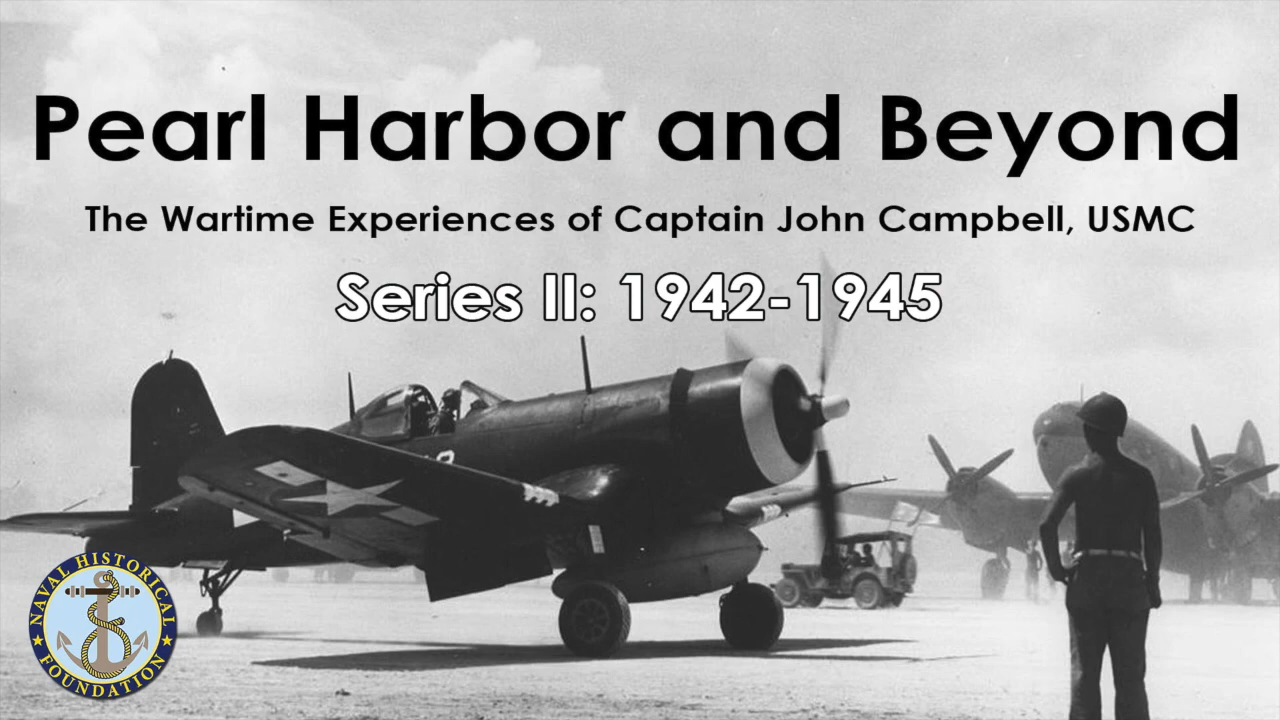 Pearl Harbor and Beyond
The Wartime Experiences of Captain John Campbell, USMC
Series II: 1942-1945
NAVAL HISTORICAL
FOUNDATION